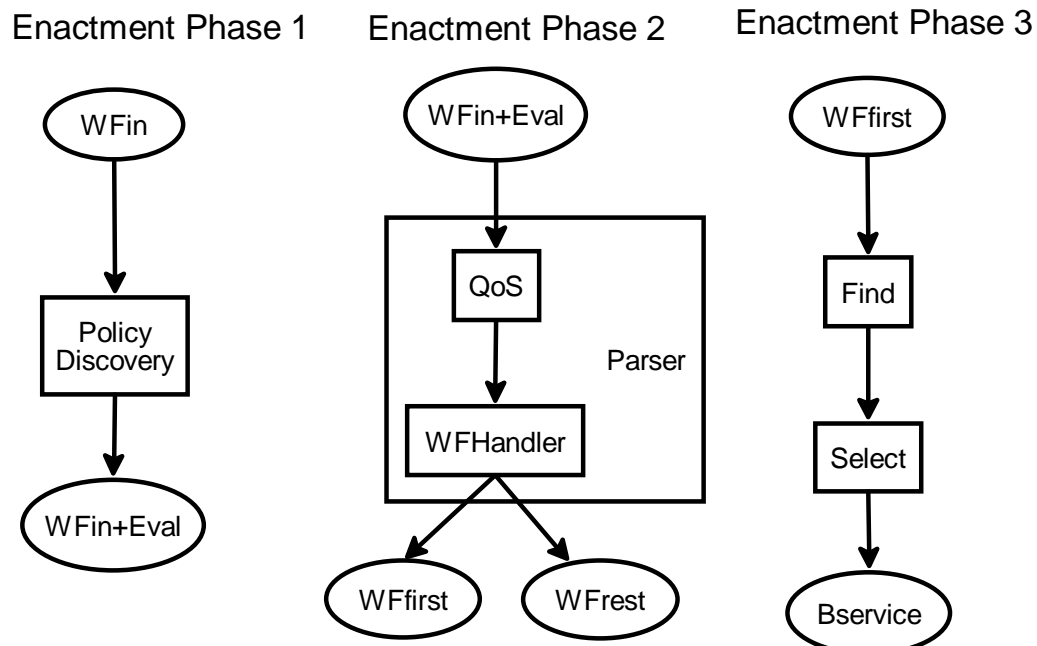 Enactment Phase 1
WFin
Policy
Discovery
WFin+Eval
Enactment Phase 2
WFin+Eval
QoS
Parser
WFHandler
WFfirst
WFrest
Enactment Phase 3
WFfirst
Find
Select
Bservice